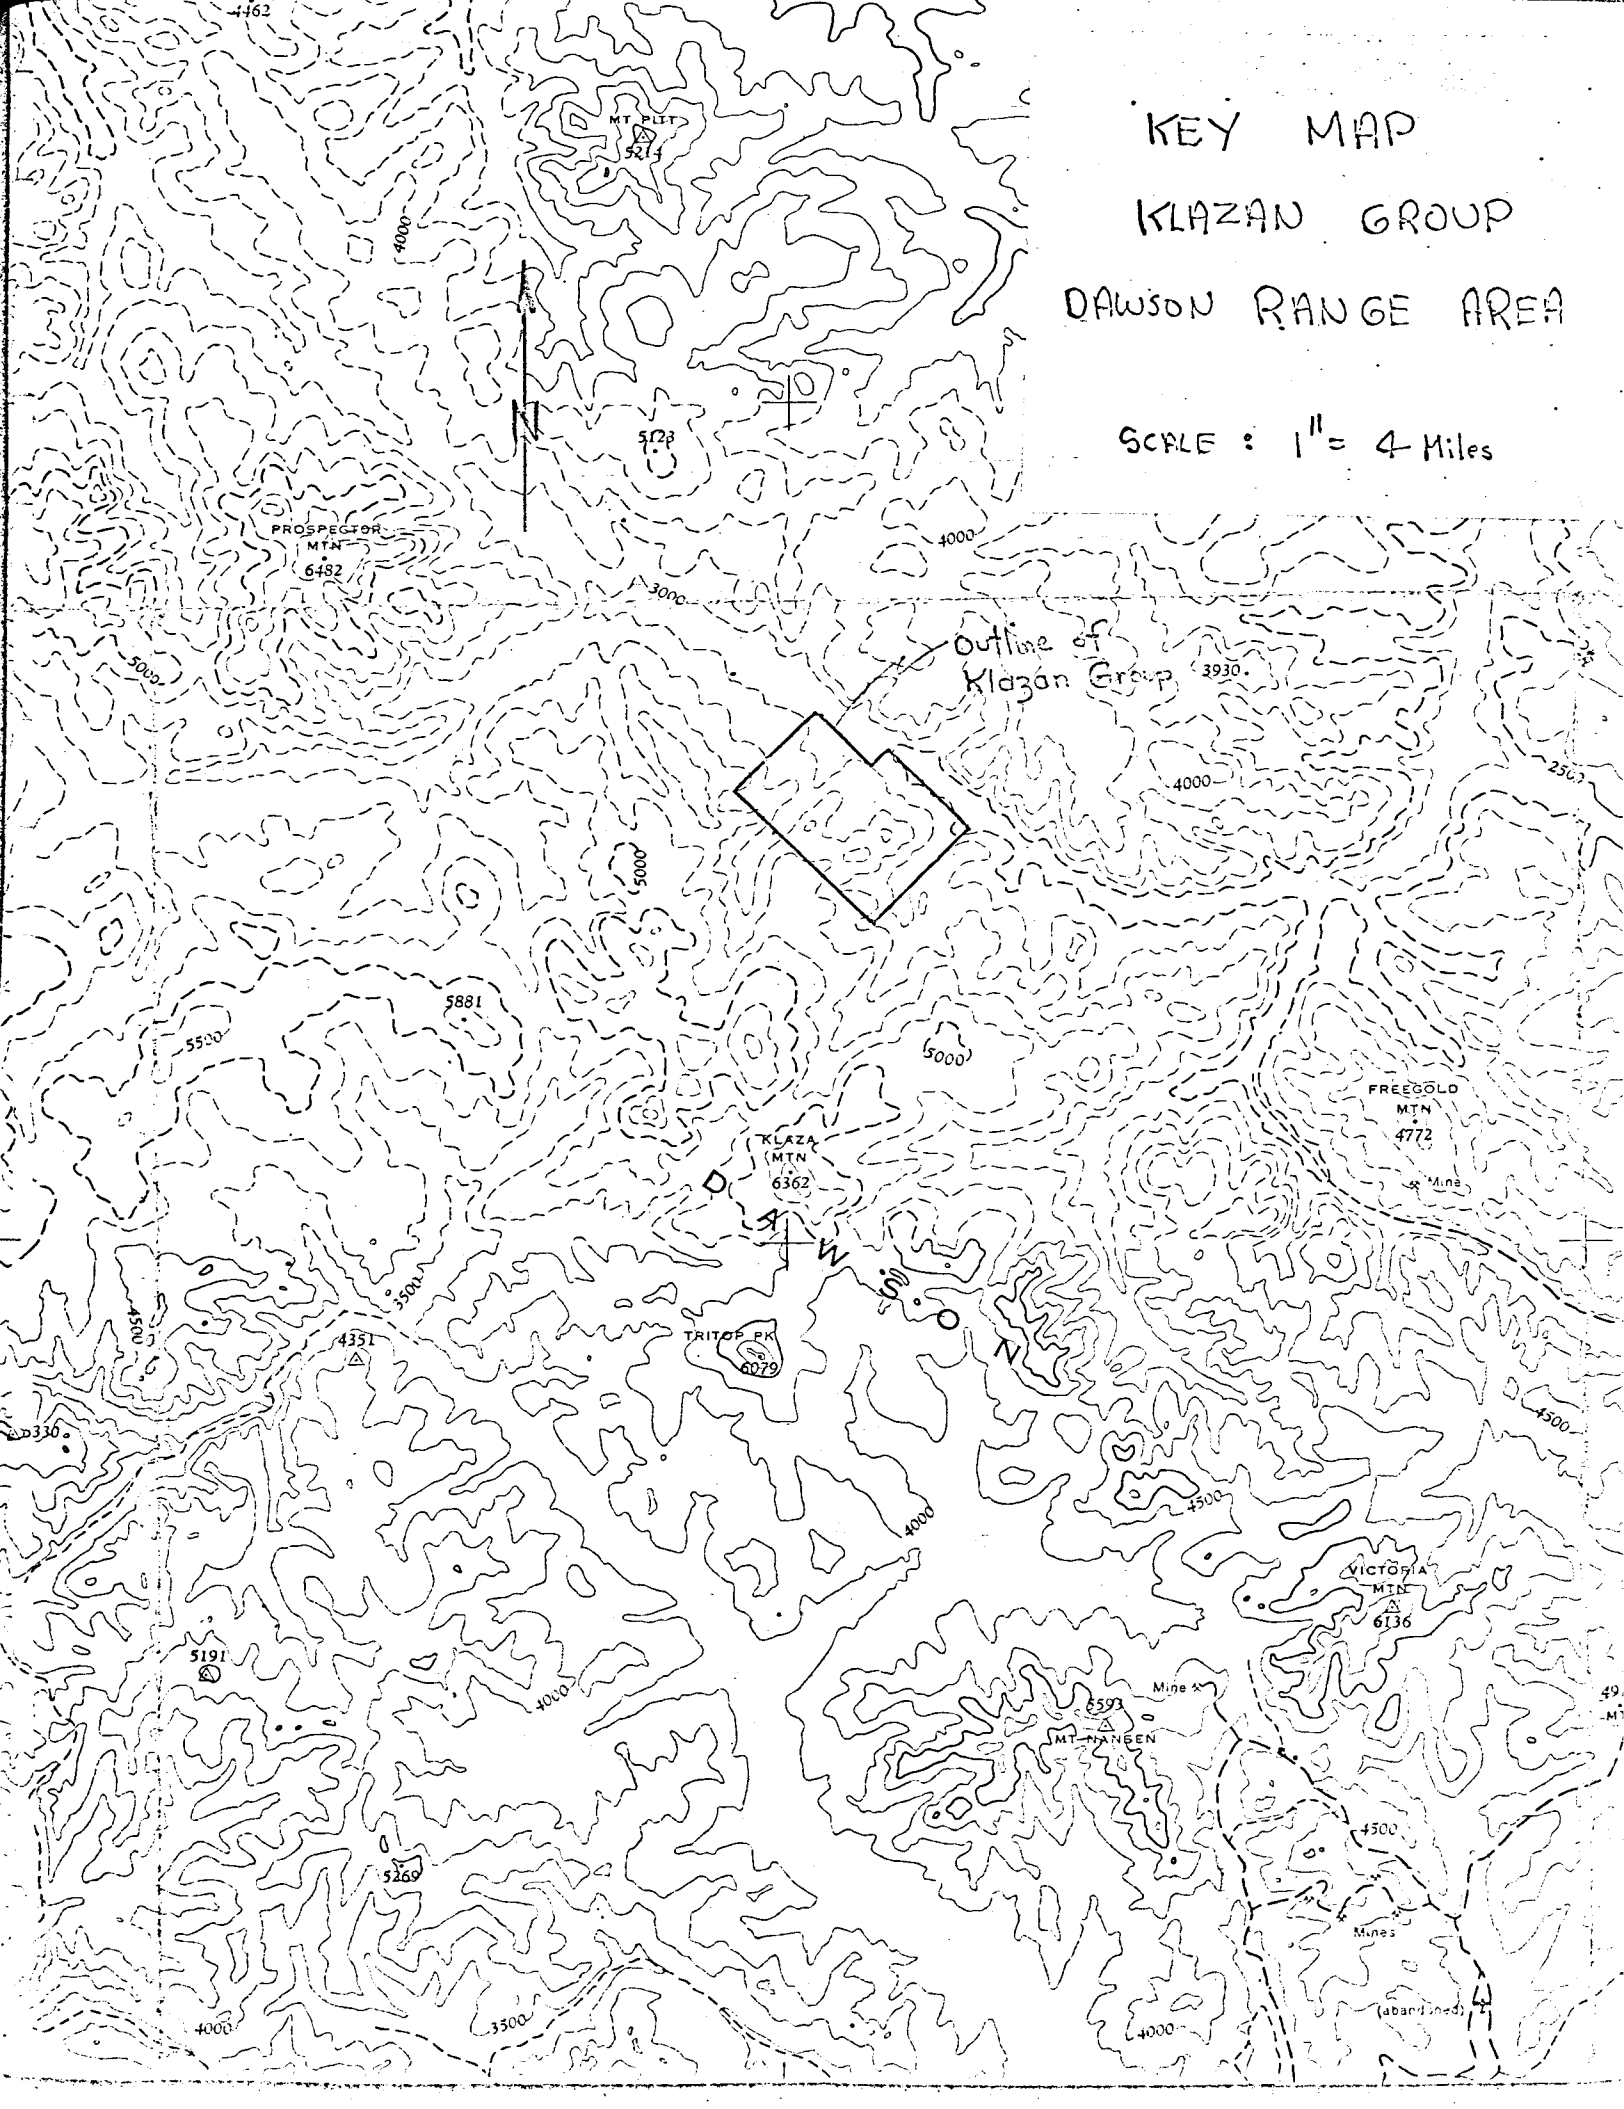 4462
KEY MAP
MT PITT
5214
KLAZAN GROUP
4000
DAWSON RANGE AREA
N
5123
SCALE : 1" = 4 Miles
PROSPECTOR
MTN
6482
4000
3000
Outline of
Klazan Group
3930
5000
2500
4000
5000
5881
5500
5000
FREEGOLD
MTN
4772
KLAZA
MTN
6362
Mine
DAWSON
3500
4500
4351
TRITOP PK
6079
4500
4500
4000
VICTORIA
MTN
6136
5191
4000
Mine
MT NANSEN
4500
5269
Mines
(abandoned)
4000
3500
4000